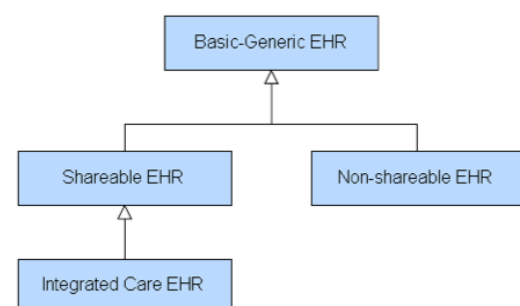 Basic-Generic EHR
Shareable EHR
Non-shareable EHR
Integrated Care EHR